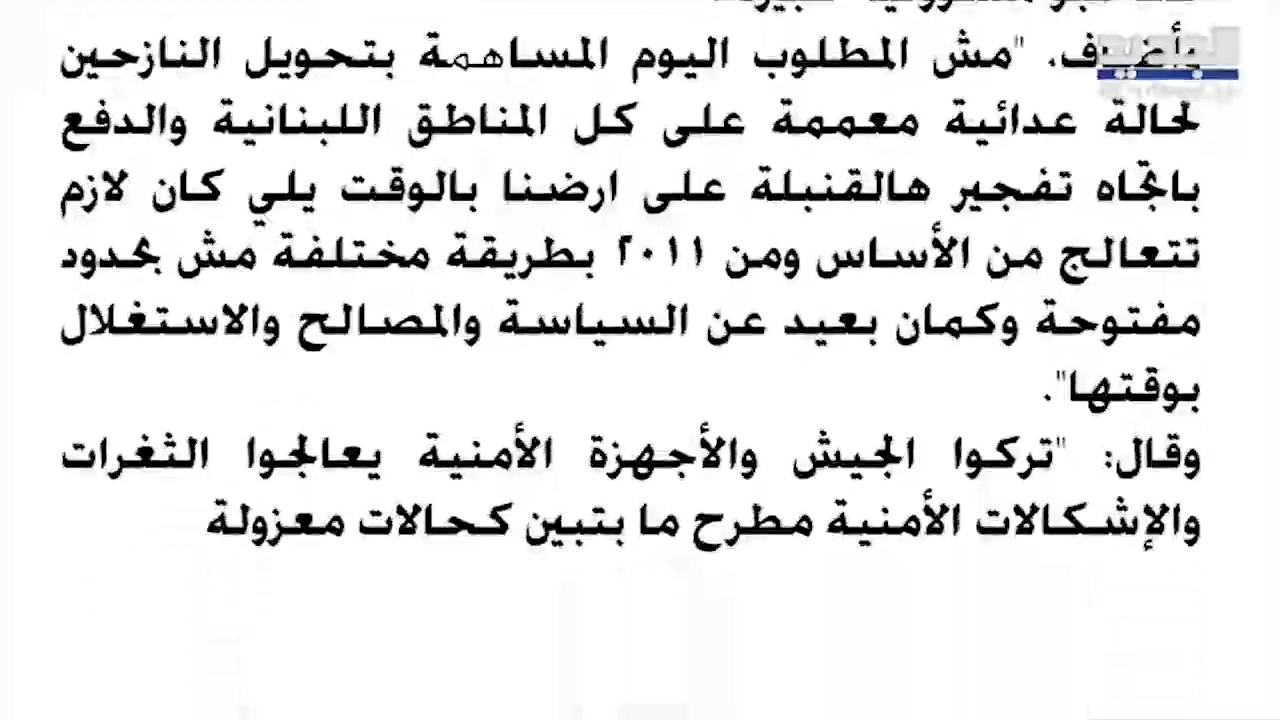 وأضاف، "مش المطلوب اليوم المساهمة بتحويل النازحين
لحالة عدائية معممة على كل المناطق اللبنانية والدفع
باتجاه تفجير هالقنبلة على ارضنا بالوقت يلي كان لازم
تتعالج من الأساس ومن ٢٠١١ بطريقة مختلفة مش بحدود
مفتوحة وكمان بعيد عن السياسة والمصالح والاستغلال
بوقتها".
وقال: "تركوا الجيش والأجهزة الأمنية يعالجوا الثغرات
والإشكالات الأمنية مطرح ما بتبين كحالات معزولة